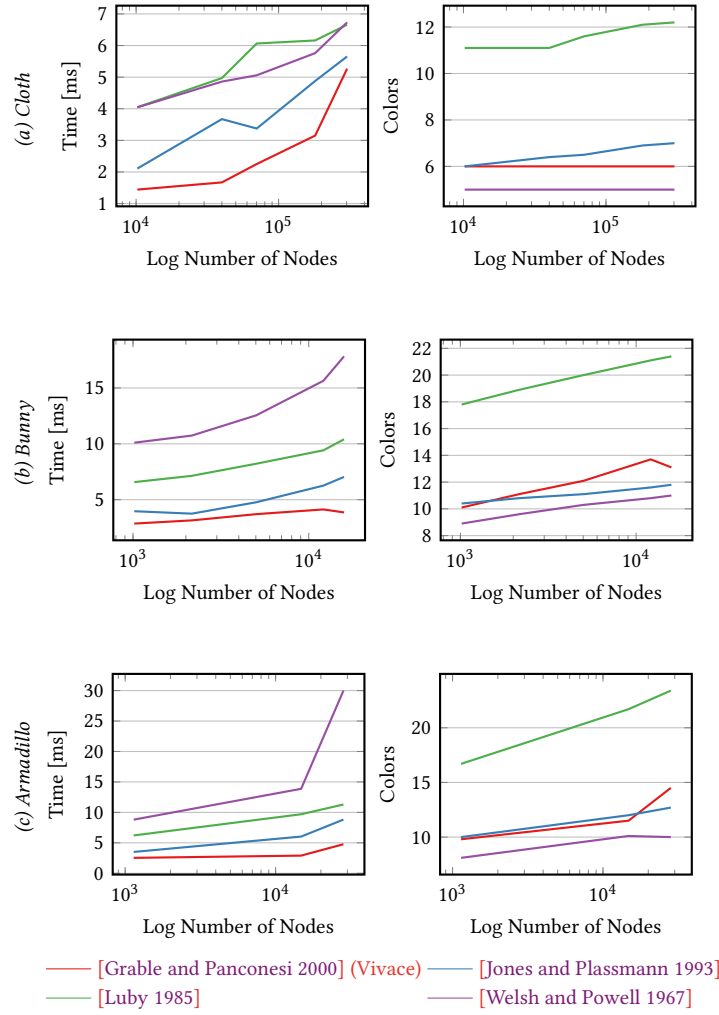 (a) Cloth
Time [ms]
7
6
5
4
3
2
1
10^4
10^5
Log Number of Nodes
Colors
12
10
8
6
10^4
10^5
Log Number of Nodes
(b) Bunny
Time [ms]
15
10
5
10^3
10^4
Log Number of Nodes
Colors
22
20
18
16
14
12
10
8
10^3
10^4
Log Number of Nodes
(c) Armadillo
Time [ms]
30
25
20
15
10
5
0
10^3
10^4
Log Number of Nodes
Colors
20
15
10
10^3
10^4
Log Number of Nodes
[Grable and Panconesi 2000] (Vivace)
[Jones and Plassmann 1993]
[Luby 1985]
[Welsh and Powell 1967]